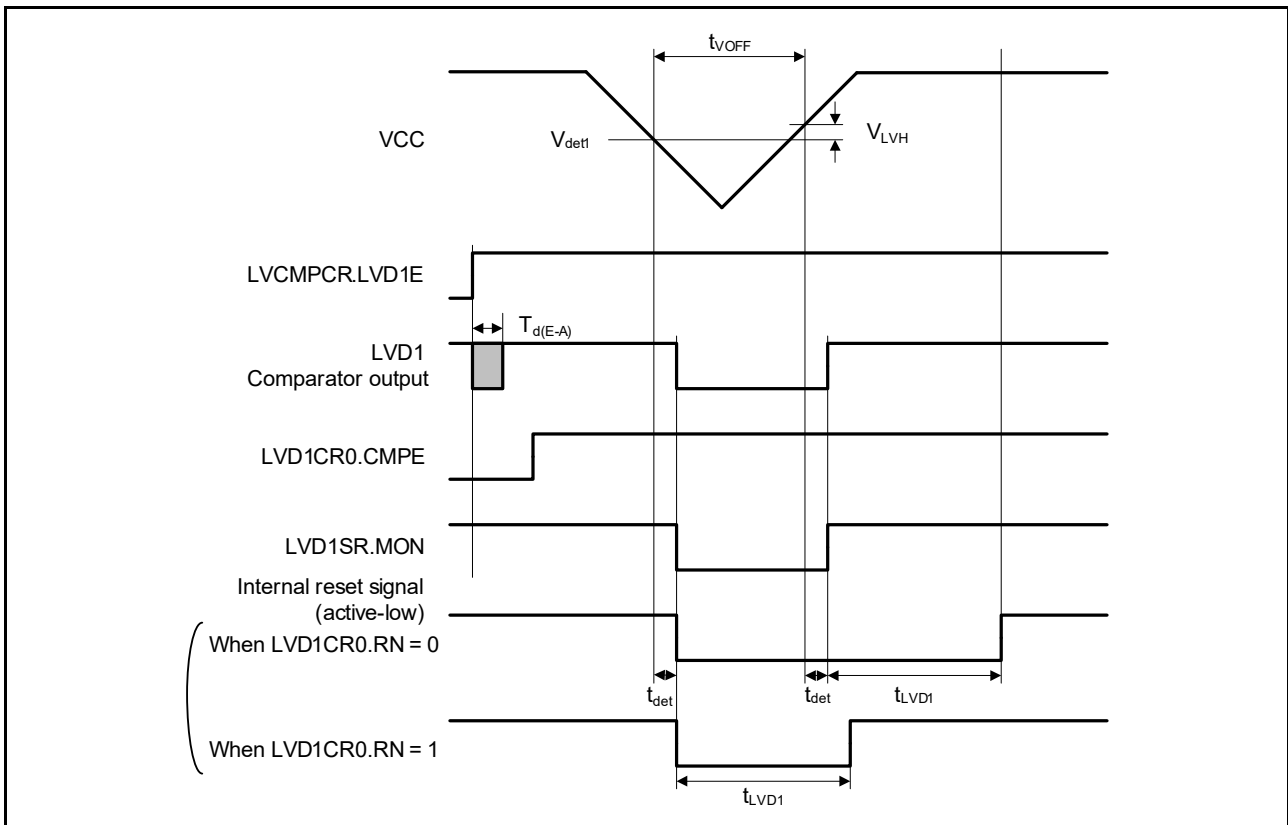 tVOFF
VCC
Vdet1
VLVH
LVCMPCR.LVD1E
Td(E-A)
LVD1
Comparator output
LVD1CR0.CMPE
LVD1SR.MON
Internal reset signal
(active-low)
When LVD1CR0.RN = 0
tdet
tdet
tLVD1
When LVD1CR0.RN = 1
tLVD1